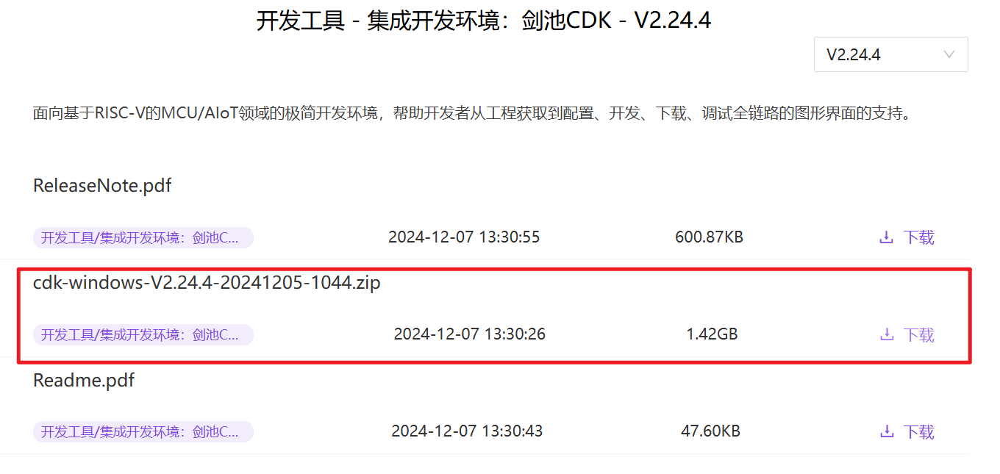 开发工具 - 集成开发环境：剑池CDK - V2.24.4
V2.24.4
面向基于RISC-V的MCU/AIoT领域的极简开发环境，帮助开发者从工程获取到配置、开发、下载、调试全链路的图形界面的支持。
ReleaseNote.pdf
开发工具/集成开发环境：剑池C... 2024-12-07 13:30:55 600.87KB 下载
cdk-windows-V2.24.4-20241205-1044.zip
开发工具/集成开发环境：剑池C... 2024-12-07 13:30:26 1.42GB 下载
Readme.pdf
开发工具/集成开发环境：剑池C... 2024-12-07 13:30:43 47.60KB 下载